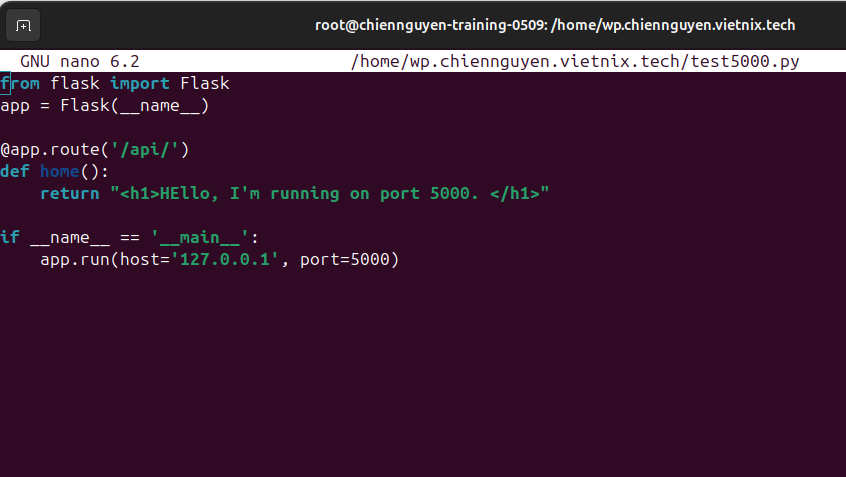 root@chiennguyen-training-0509: /home/wp.chiennguyen.vietnix.tech
GNU nano 6.2 /home/wp.chiennguyen.vietnix.tech/test5000.py
from flask import Flask
app = Flask(__name__)
@app.route('/api/')
def home():
    return "<h1>HEllo, I'm running on port 5000. </h1>"
if __name__ == '__main__':
    app.run(host='127.0.0.1', port=5000)